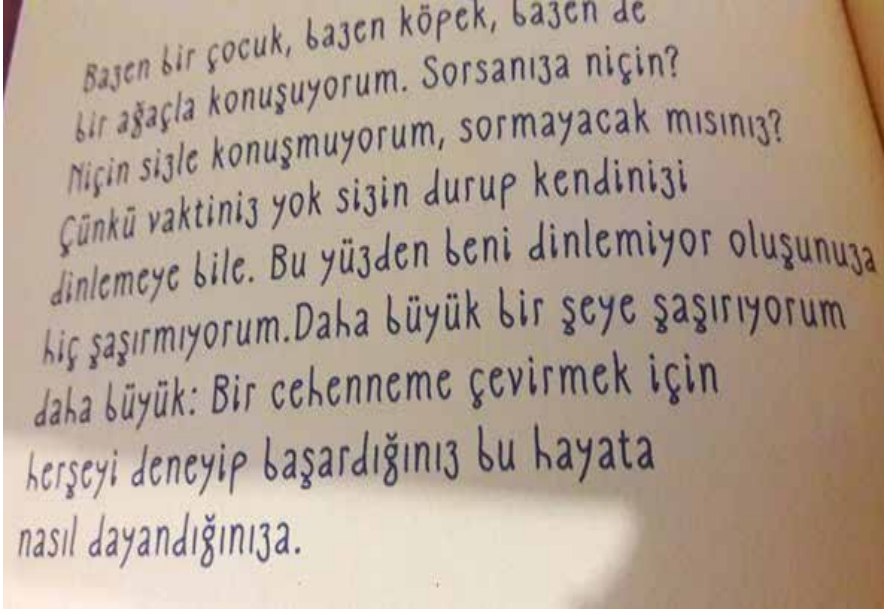 Bazen bir çocuk, bazen köpek, bazen de
bir ağaçla konuşuyorum. Sorsanıza niçin?
Niçin sizle konuşmuyorum, sormayacak mısınız?
Çünkü vaktiniz yok sizin durup kendinizi
dinlemeye bile. Bu yüzden beni dinlemiyor oluşunuza
hiç şaşırmıyorum.Daha büyük bir şeye şaşırıyorum
daha büyük: Bir cehenneme çevirmek için
herşeyi deneyip başardığınız bu hayata
nasıl dayandığınıza.